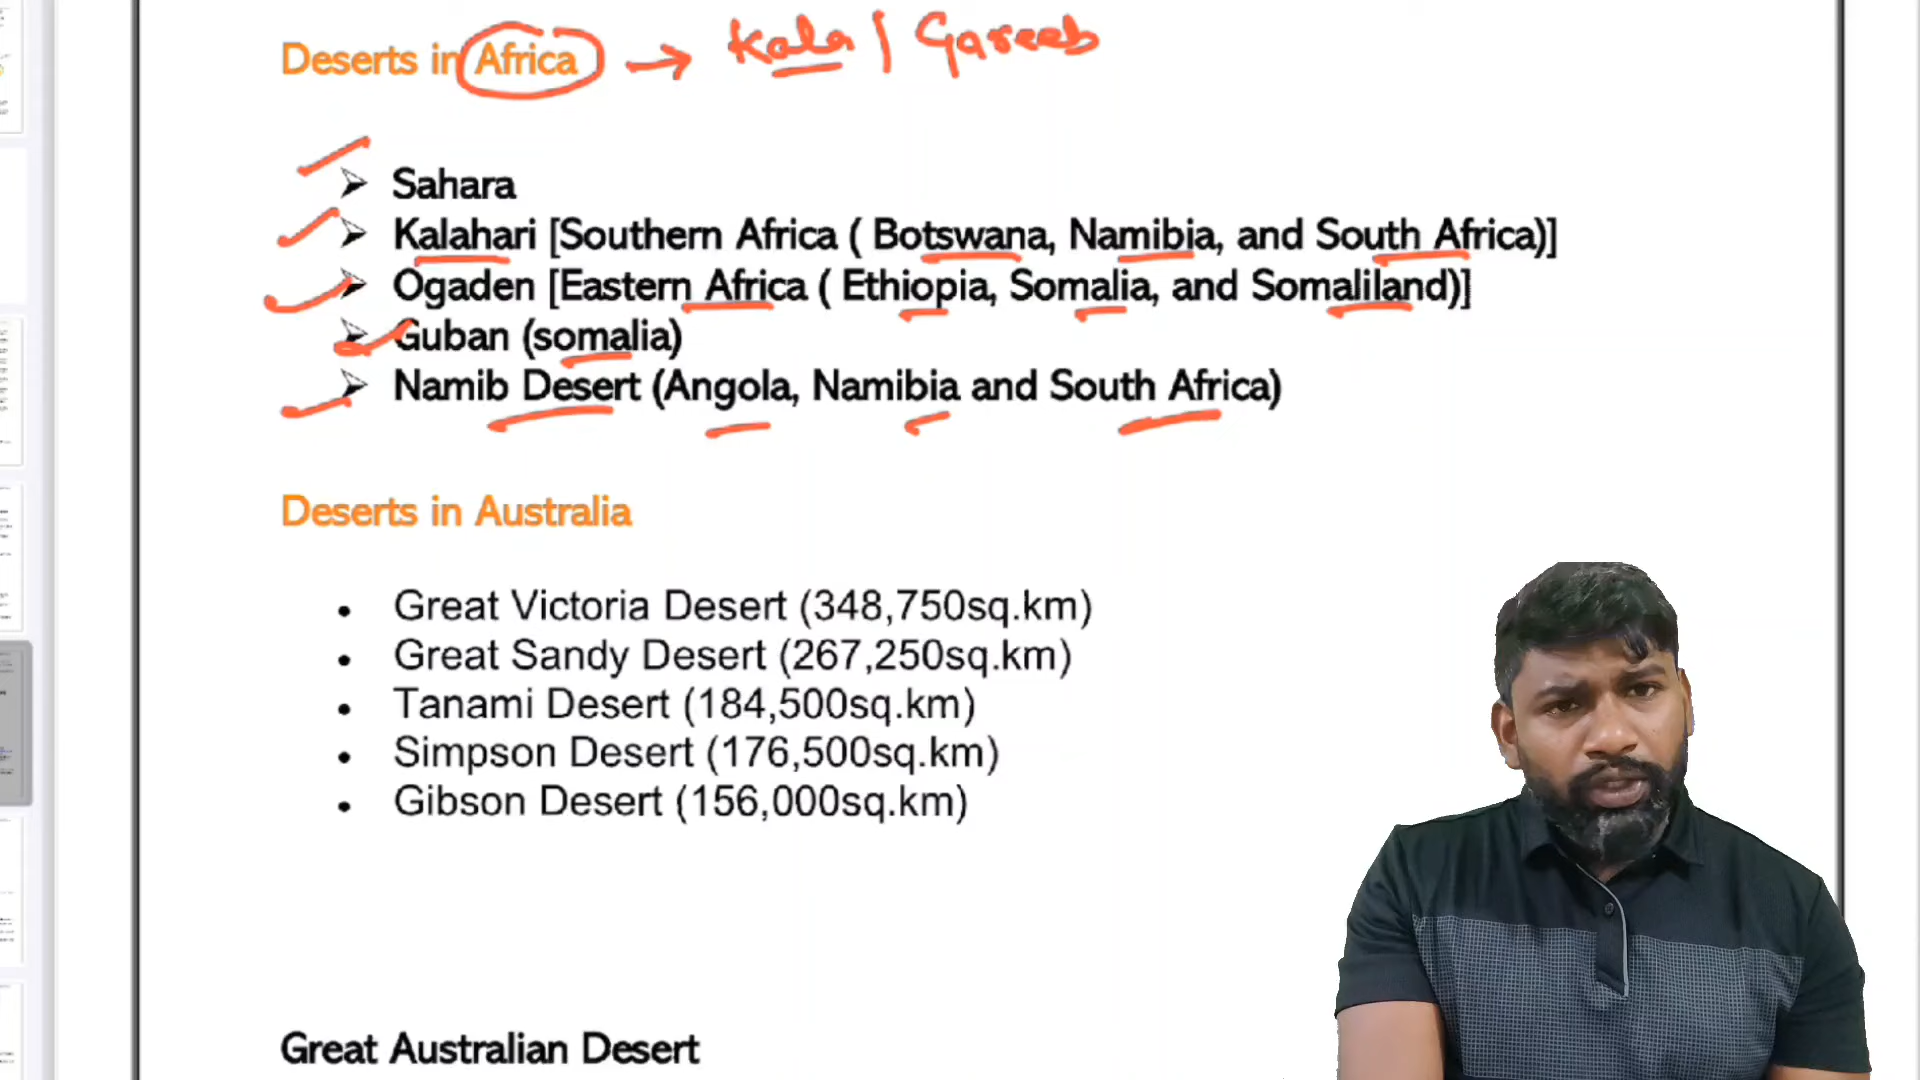 Deserts in Africa → Kala | Gareeb
➢ Sahara
➢ Kalahari [Southern Africa ( Botswana, Namibia, and South Africa)]
➢ Ogaden [Eastern Africa ( Ethiopia, Somalia, and Somaliland)]
➢ Guban (somalia)
➢ Namib Desert (Angola, Namibia and South Africa)
Deserts in Australia
• Great Victoria Desert (348,750sq.km)
• Great Sandy Desert (267,250sq.km)
• Tanami Desert (184,500sq.km)
• Simpson Desert (176,500sq.km)
• Gibson Desert (156,000sq.km)
Great Australian Desert